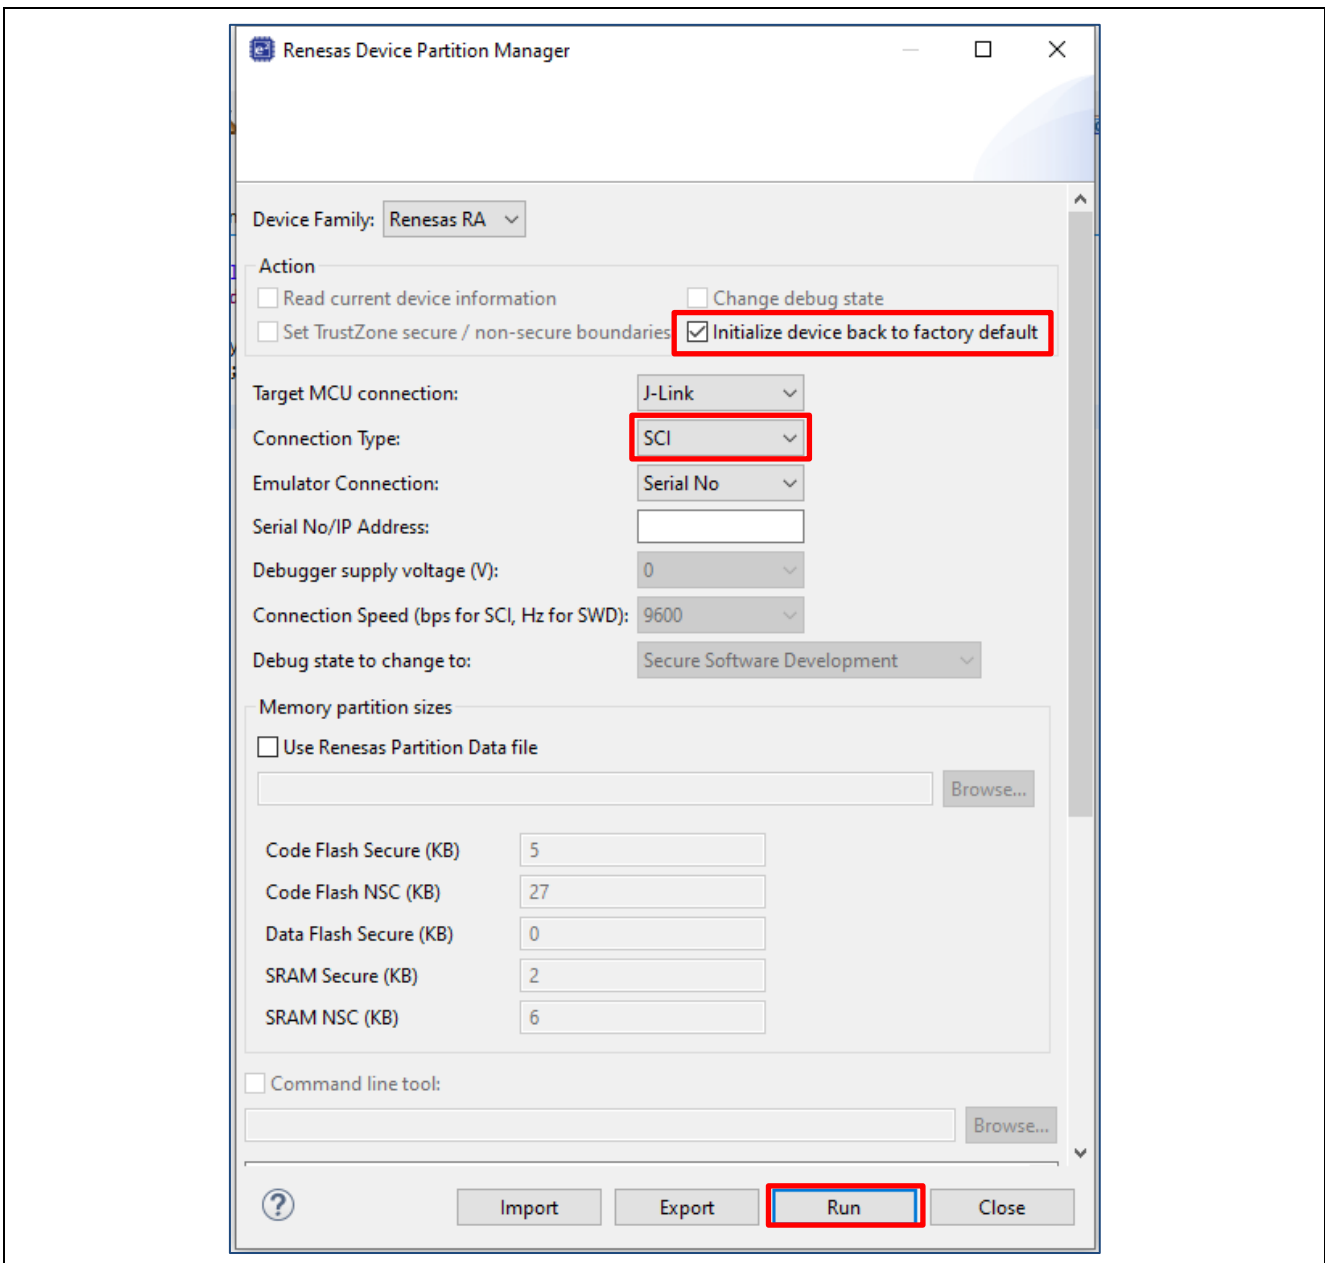 Renesas Device Partition Manager
Device Family: Renesas RA
Action
Read current device information Change debug state
Set TrustZone secure / non-secure boundaries Initialize device back to factory default
Target MCU connection: J-Link
Connection Type: SCI
Emulator Connection: Serial No
Serial No/IP Address:
Debugger supply voltage (V): 0
Connection Speed (bps for SCI, Hz for SWD): 9600
Debug state to change to: Secure Software Development
Memory partition sizes
Use Renesas Partition Data file
Browse...
Code Flash Secure (KB) 5
Code Flash NSC (KB) 27
Data Flash Secure (KB) 0
SRAM Secure (KB) 2
SRAM NSC (KB) 6
Command line tool:
Browse...
? Import Export Run Close